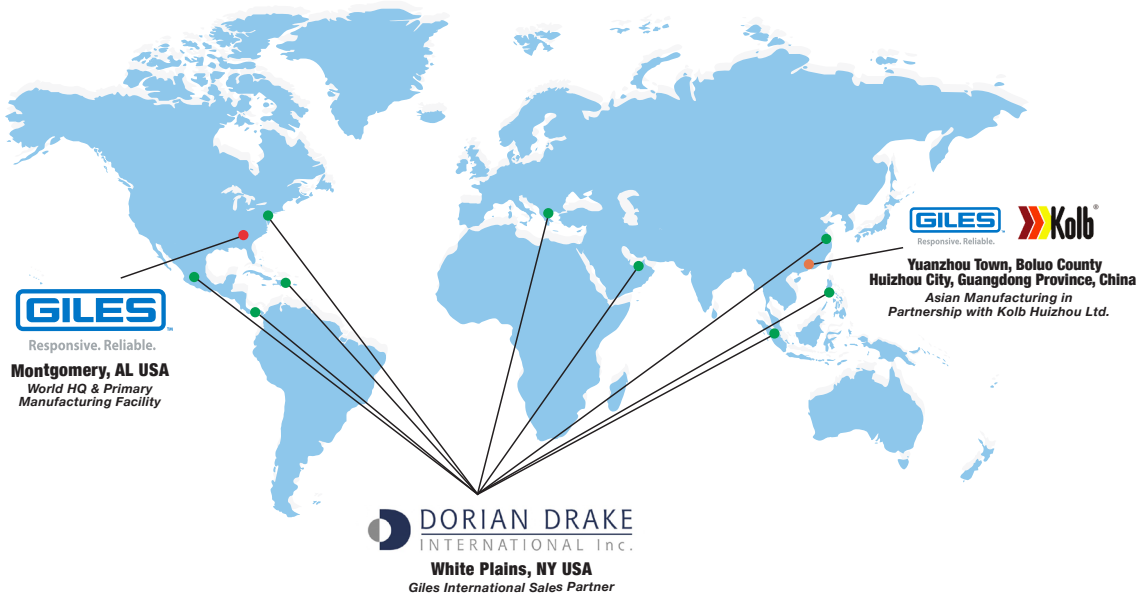 GILES™
Responsive. Reliable.
Montgomery, AL USA
World HQ & Primary
Manufacturing Facility
GILES™ Kolb®
Responsive. Reliable.
Yuanzhou Town, Boluo County
Huizhou City, Guangdong Province, China
Asian Manufacturing in
Partnership with Kolb Huizhou Ltd.
DORIAN DRAKE
INTERNATIONAL Inc.
White Plains, NY USA
Giles International Sales Partner